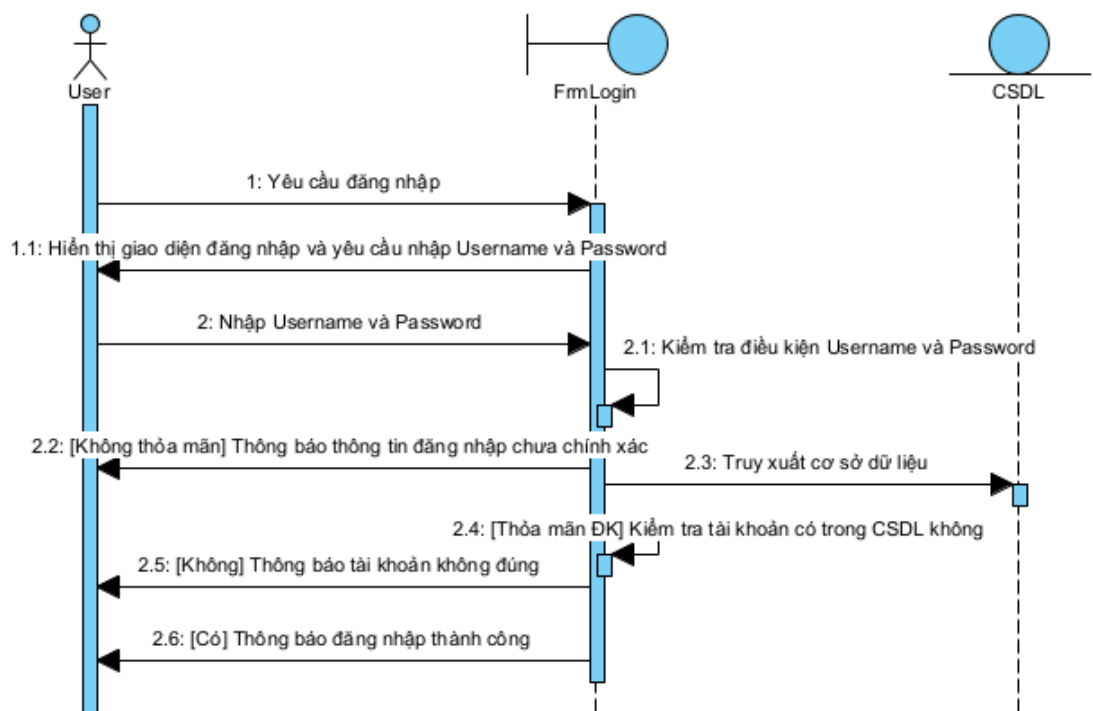 User
FrmLogin
CSDL
1: Yêu cầu đăng nhập
1.1: Hiển thị giao diện đăng nhập và yêu cầu nhập Username và Password
2: Nhập Username và Password
2.1: Kiểm tra điều kiện Username và Password
2.2: [Không thỏa mãn] Thông báo thông tin đăng nhập chưa chính xác
2.3: Truy xuất cơ sở dữ liệu
2.4: [Thỏa mãn ĐK] Kiểm tra tài khoản có trong CSDL không
2.5: [Không] Thông báo tài khoản không đúng
2.6: [Có] Thông báo đăng nhập thành công